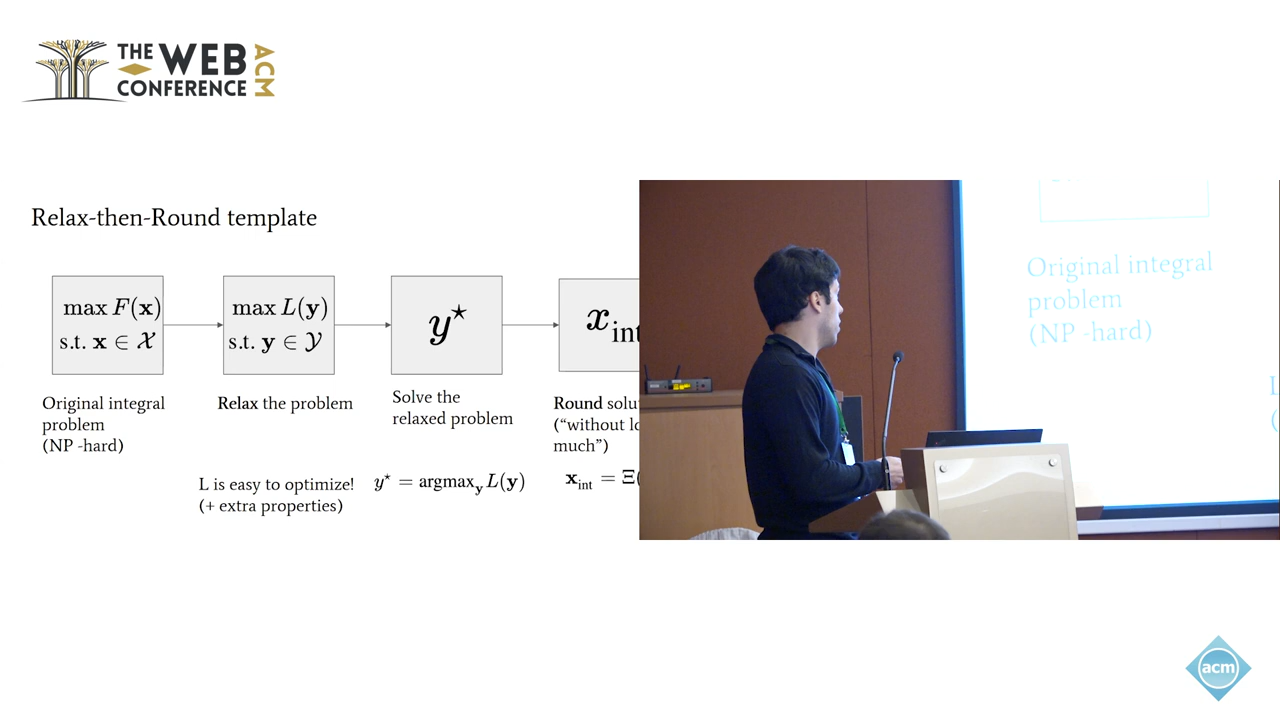 THE WEB
CONFERENCE
ACM
Relax-then-Round template
max F(x)
s.t. x ∈ 𝒳
max L(y)
s.t. y ∈ 𝒴
y⋆
x_int
Original integral
problem
(NP -hard)
Relax the problem
Solve the
relaxed problem
Round
("without
much")
L is easy to optimize!
(+ extra properties)
y⋆ = argmax_y L(y)
x_int = Ξ(
Original integral
problem
(NP -hard)
acm